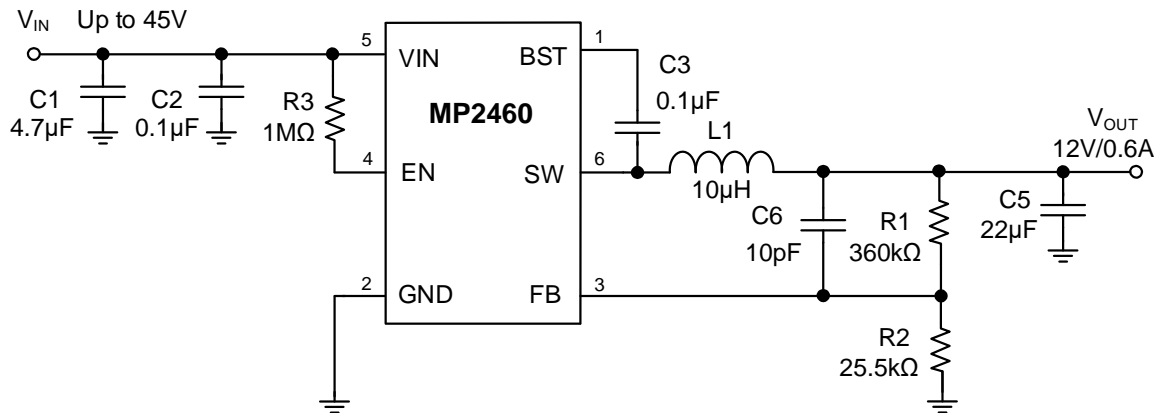 VIN Up to 45V
C1
4.7µF
C2
0.1µF
R3
1MΩ
5
VIN
4
EN
2
GND
MP2460
BST
1
SW
6
FB
3
C3
0.1µF
L1
10µH
C6
10pF
R1
360kΩ
VOUT
12V/0.6A
C5
22µF
R2
25.5kΩ